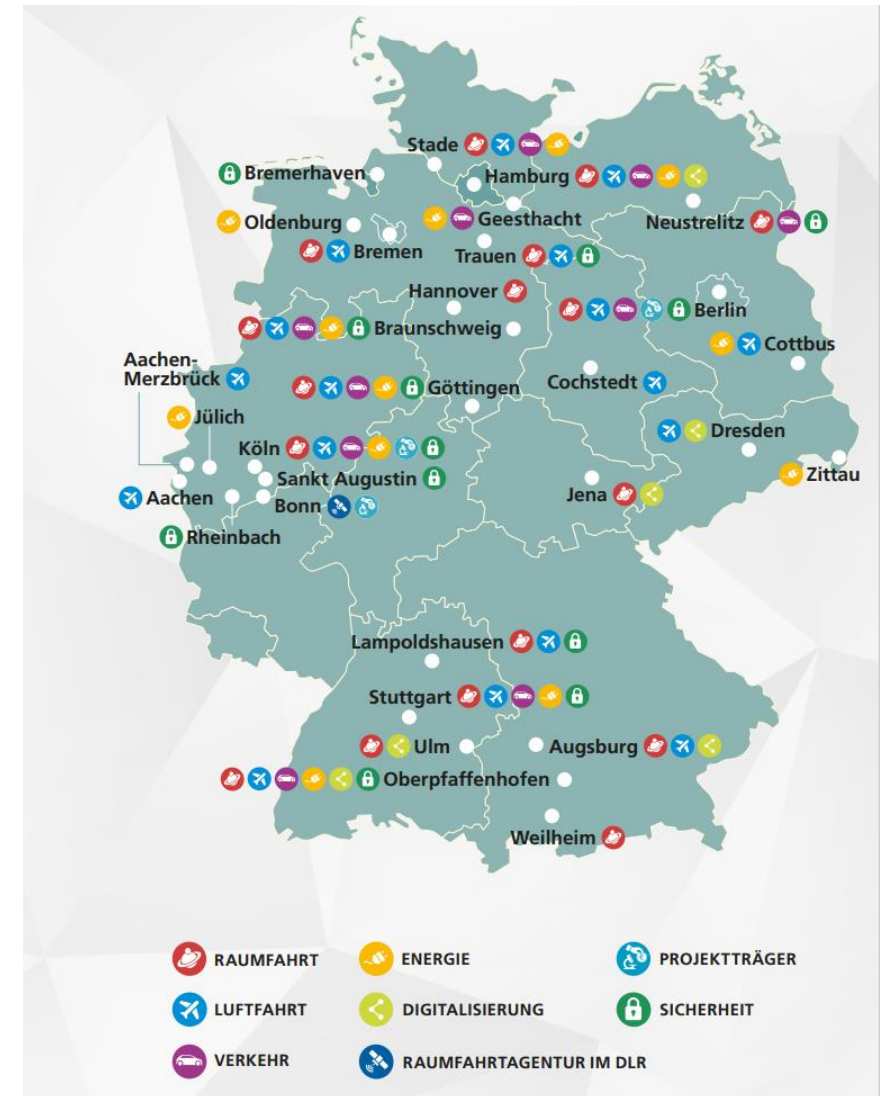 Stade
Bremerhaven
Hamburg
Oldenburg
Geesthacht
Neustrelitz
Bremen
Trauen
Hannover
Berlin
Braunschweig
Cottbus
Aachen-
Merzbrück
Göttingen
Cochstedt
Jülich
Dresden
Köln
Sankt Augustin
Zittau
Aachen
Bonn
Jena
Rheinbach
Lampoldshausen
Stuttgart
Ulm
Augsburg
Oberpfaffenhofen
Weilheim
RAUMFAHRT
ENERGIE
PROJEKTTRÄGER
LUFTFAHRT
DIGITALISIERUNG
SICHERHEIT
VERKEHR
RAUMFAHRTAGENTUR IM DLR